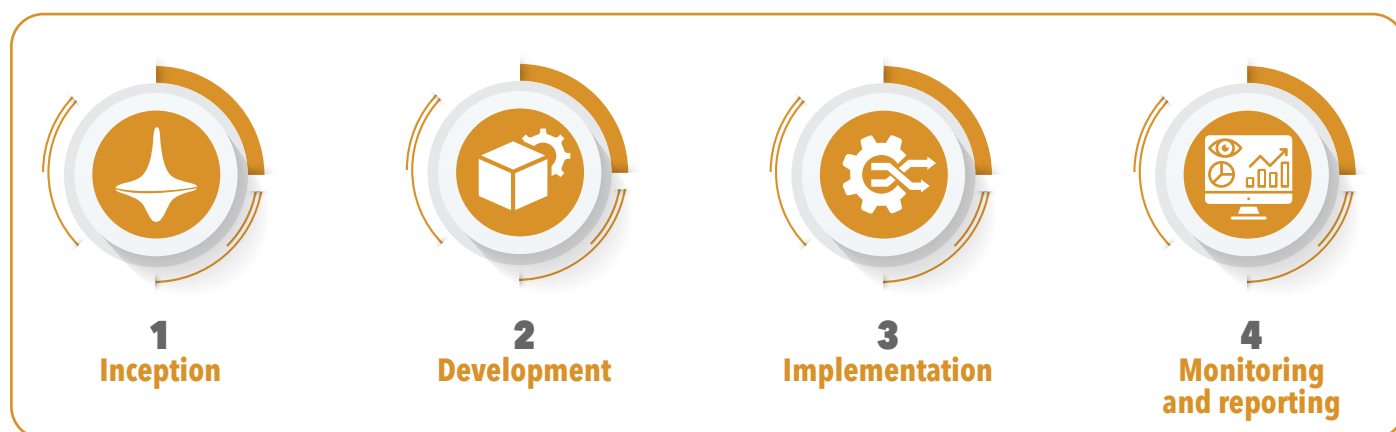 1
Inception
2
Development
3
Implementation
4
Monitoring
and reporting